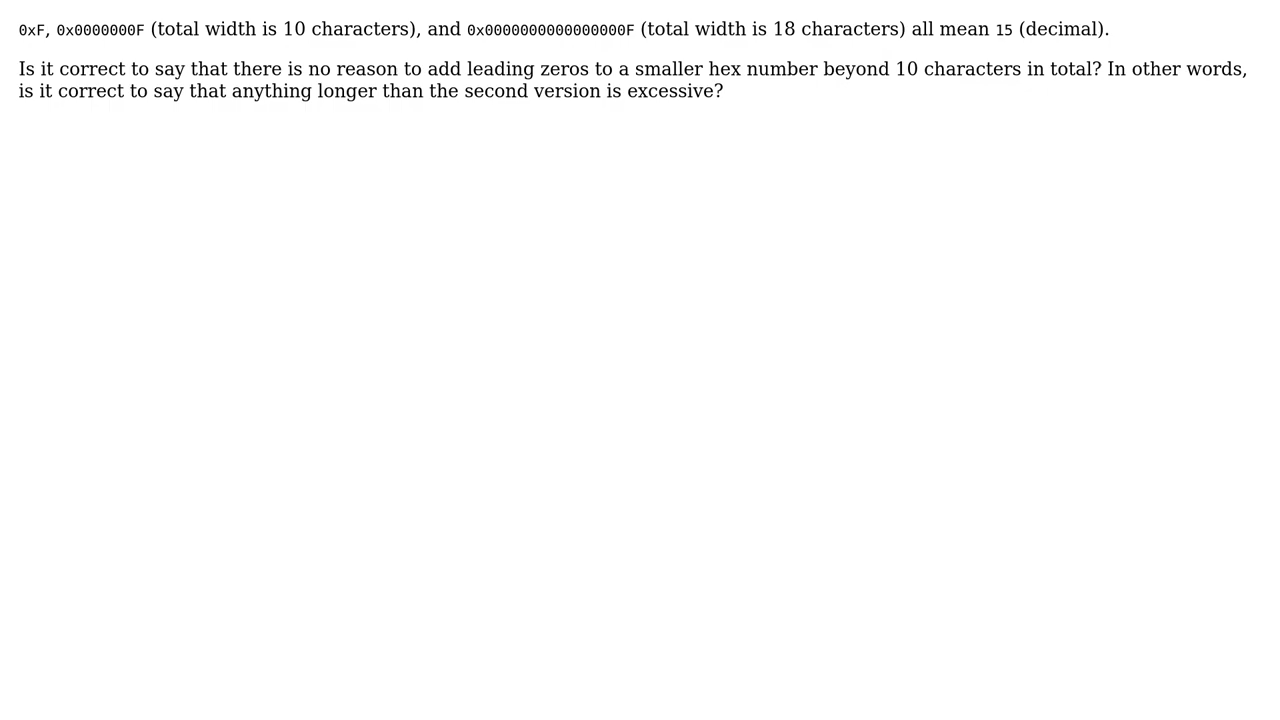 0xF, 0x0000000F (total width is 10 characters), and 0x000000000000000F (total width is 18 characters) all mean 15 (decimal).
Is it correct to say that there is no reason to add leading zeros to a smaller hex number beyond 10 characters in total? In other words,
is it correct to say that anything longer than the second version is excessive?